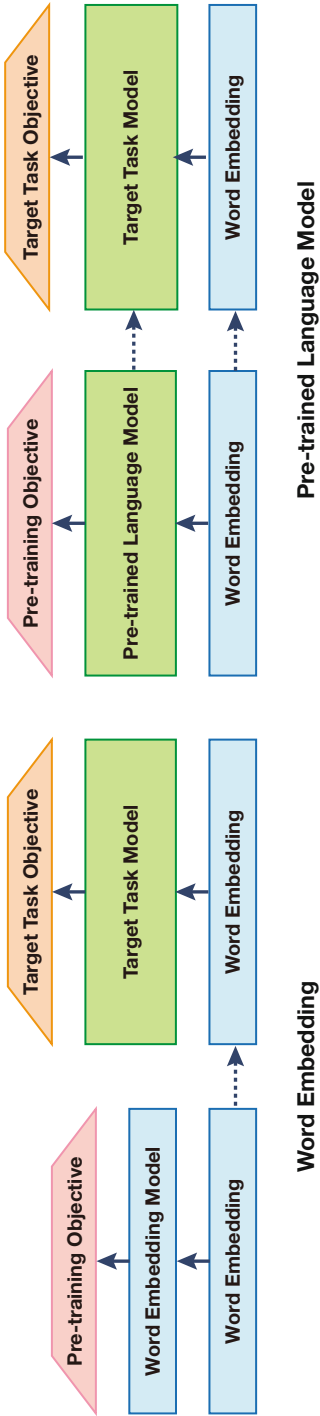 Pre-training Objective
Word Embedding Model
Word Embedding
Target Task Objective
Target Task Model
Word Embedding
Word Embedding
Pre-training Objective
Pre-trained Language Model
Word Embedding
Target Task Objective
Target Task Model
Word Embedding
Pre-trained Language Model